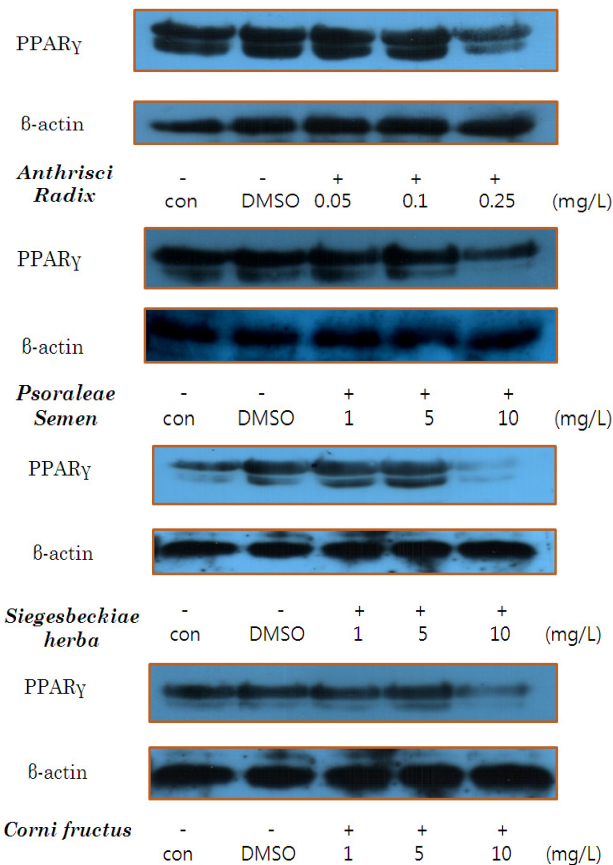 PPARγ
β-actin
- - + + +
Anthrisci
Radix
con DMSO 0.05 0.1 0.25 (mg/L)
PPARγ
β-actin
- - + + +
Psoraleae
Semen
con DMSO 1 5 10 (mg/L)
PPARγ
β-actin
- - + + +
Siegesbeckiae
herba
con DMSO 1 5 10 (mg/L)
PPARγ
β-actin
Corni fructus - - + + +
con DMSO 1 5 10 (mg/L)